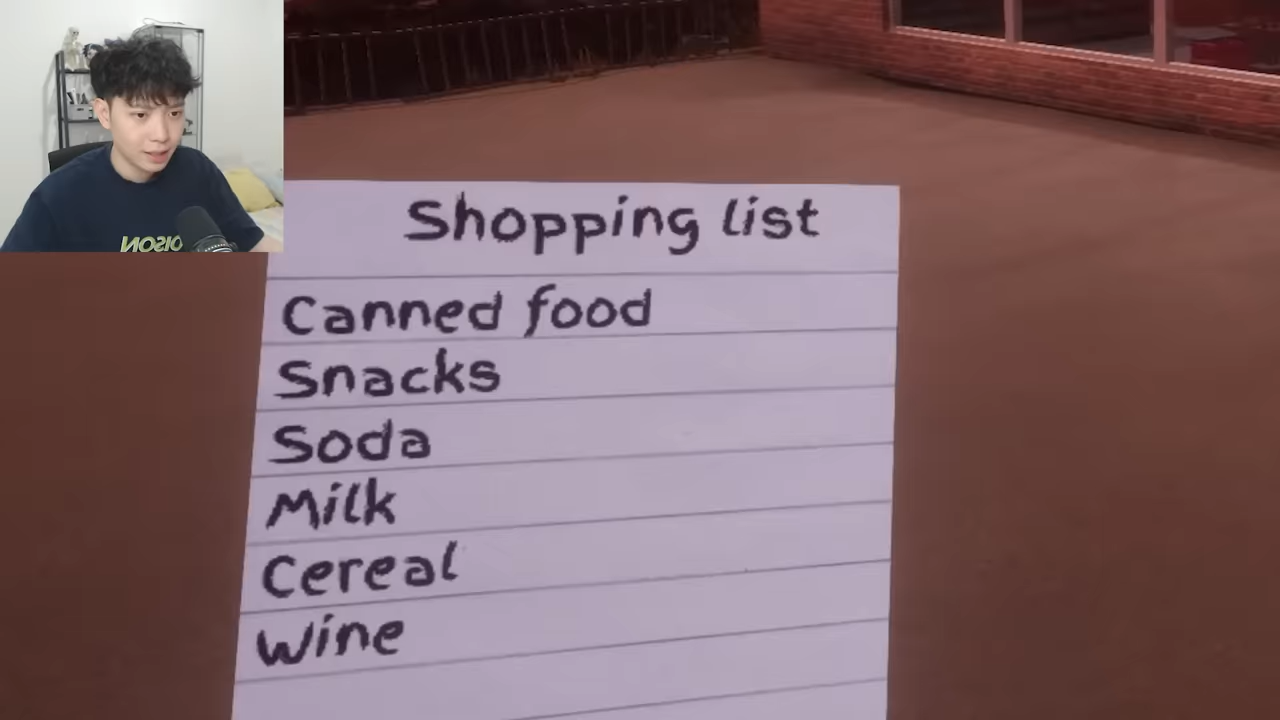 Shopping list
Canned food
Snacks
Soda
Milk
Cereal
Wine